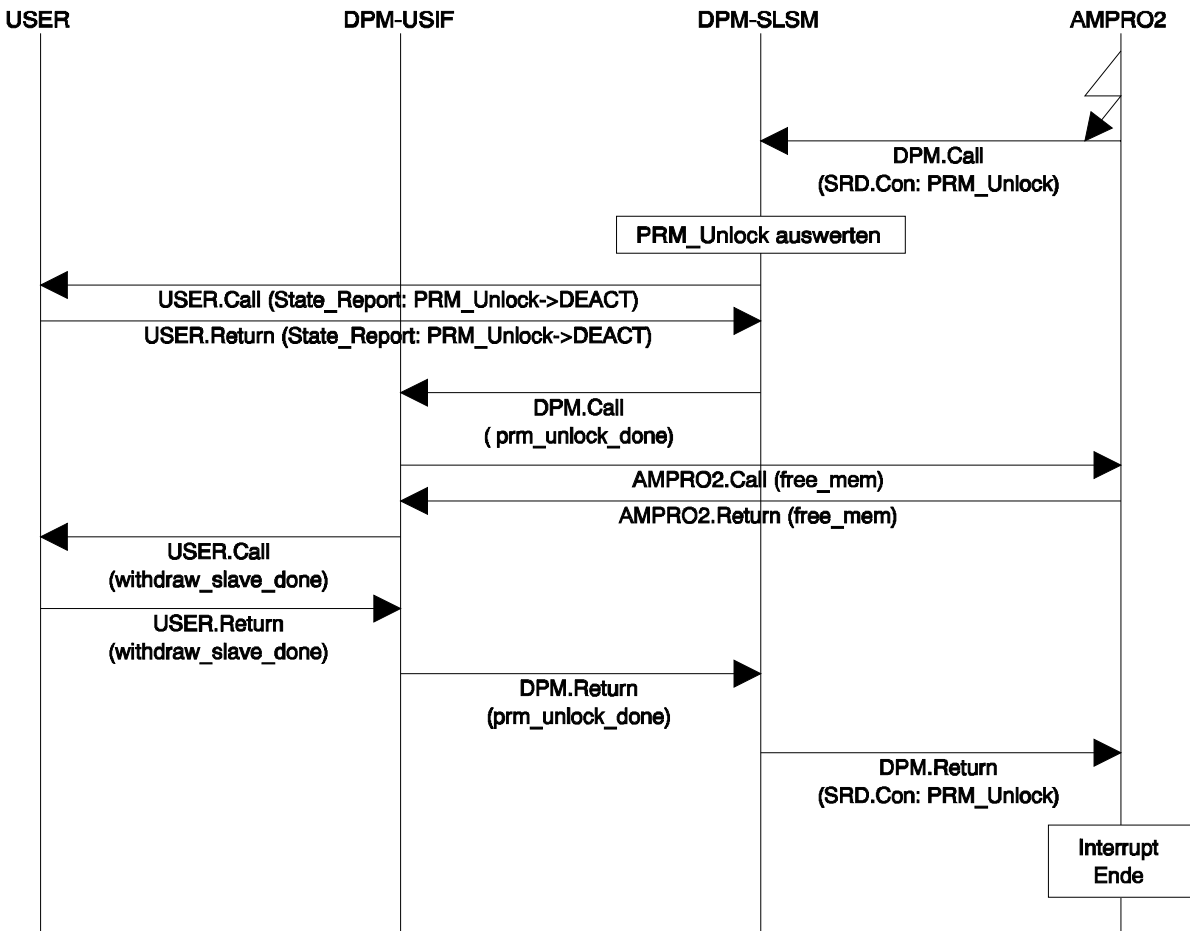 USER
DPM-USIF
DPM-SLSM
AMPRO2
DPM.Call
(SRD.Con: PRM_Unlock)
PRM_Unlock auswerten
USER.Call (State_Report: PRM_Unlock->DEACT)
USER.Return (State_Report: PRM_Unlock->DEACT)
DPM.Call
( prm_unlock_done)
AMPRO2.Call (free_mem)
AMPRO2.Return (free_mem)
USER.Call
(withdraw_slave_done)
USER.Return
(withdraw_slave_done)
DPM.Return
(prm_unlock_done)
DPM.Return
(SRD.Con: PRM_Unlock)
Interrupt
Ende